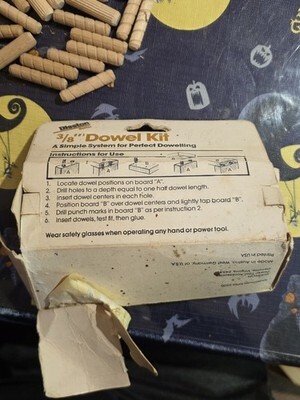 3/8" Dowel Kit
A Simple System for Perfect Dowelling
Instructions for Use
1. Locate dowel positions on board "A".
2. Drill holes to a depth equal to one half dowel length.
3. Insert dowel centers in each hole.
4. Position board "B" over dowel centers and lightly tap board "B".
5. Drill punch marks in board "B" as per instruction 2.
6. Insert dowels, test fit, then glue.
Wear safety glasses when operating any hand or power tool.
Printed in USA